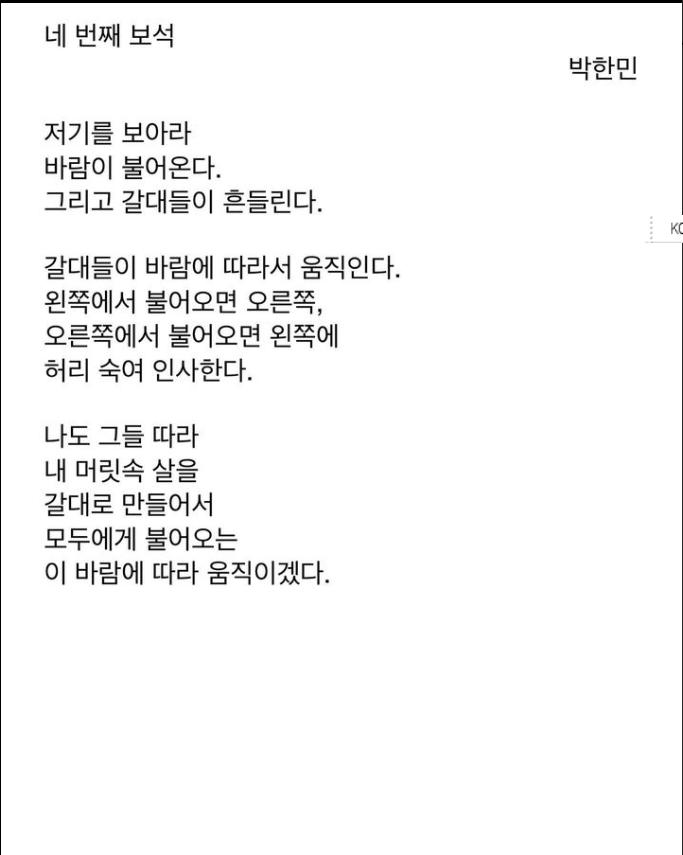 네 번째 보석
박한민
저기를 보아라
바람이 불어온다.
그리고 갈대들이 흔들린다.
갈대들이 바람에 따라서 움직인다.
왼쪽에서 불어오면 오른쪽,
오른쪽에서 불어오면 왼쪽에
허리 숙여 인사한다.
나도 그들 따라
내 머릿속 살을
갈대로 만들어서
모두에게 불어오는
이 바람에 따라 움직이겠다.